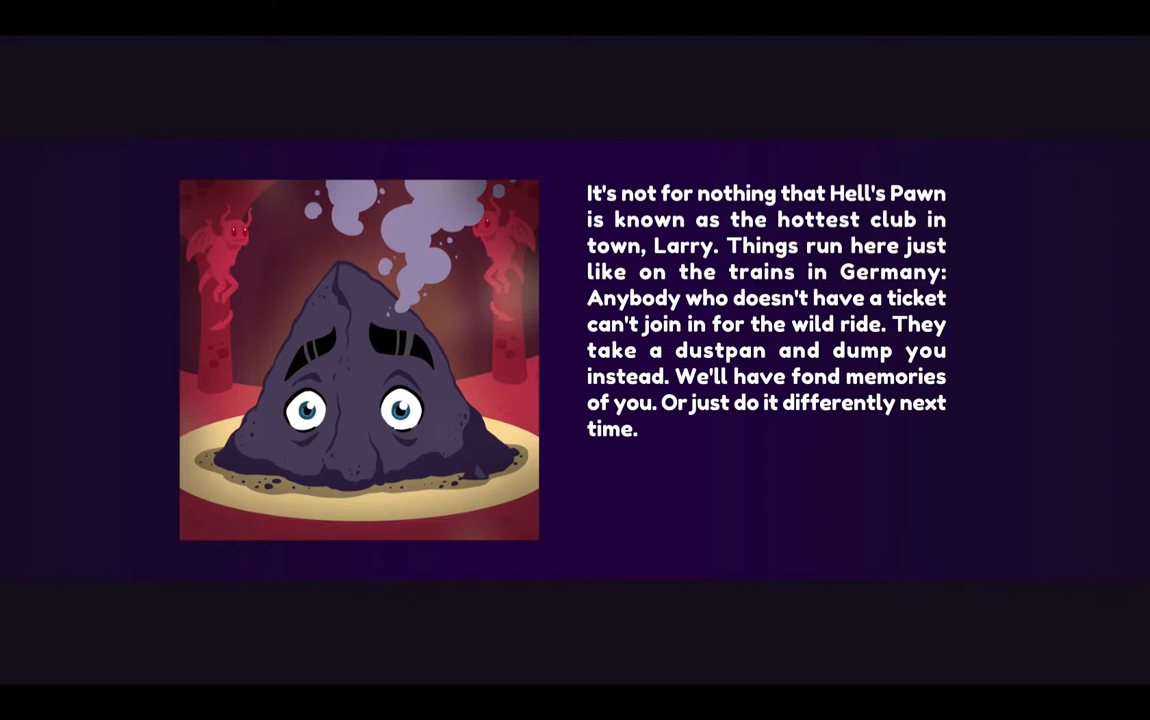 It's not for nothing that Hell's Pawn
is known as the hottest club in
town, Larry. Things run here just
like on the trains in Germany:
Anybody who doesn't have a ticket
can't join in for the wild ride. They
take a dustpan and dump you
instead. We'll have fond memories
of you. Or just do it differently next
time.